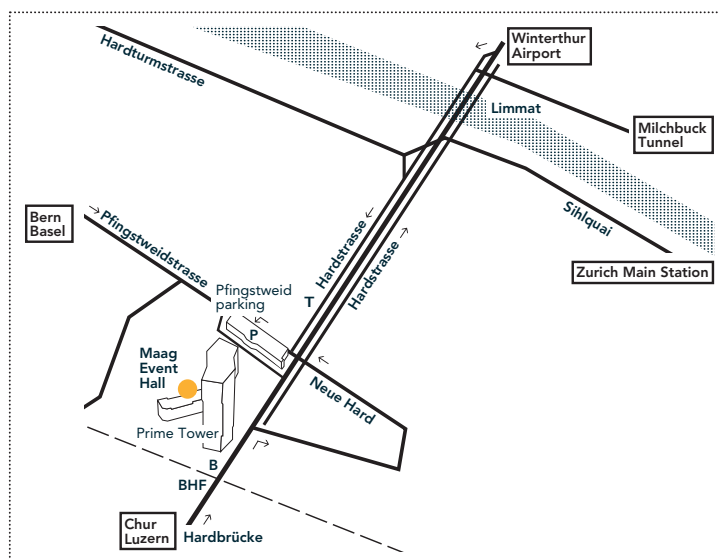 Winterthur
Airport
Hardturmstrasse
Limmat
Milchbuck
Tunnel
Bern
Basel
Pfingstweidstrasse
Hardstrasse
Hardstrasse
Sihlquai
Zurich Main Station
Pfingstweid
parking
T
P
Maag
Event
Hall
Neue Hard
Prime Tower
B
BHF
Chur
Luzern
Hardbrücke